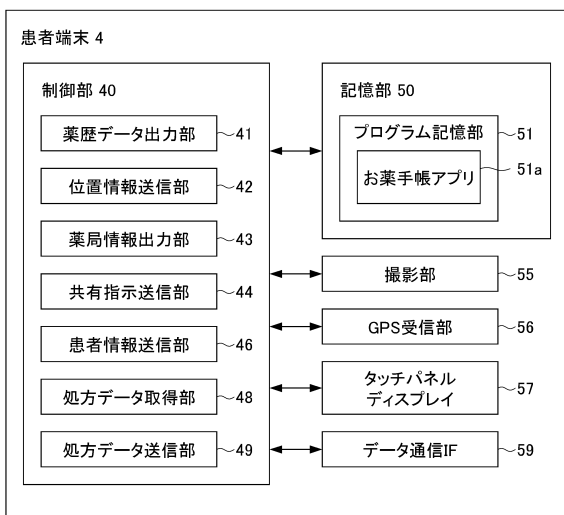 患者端末 4
制御部 40
薬歴データ出力部 41
位置情報送信部 42
薬局情報出力部 43
共有指示送信部 44
患者情報送信部 46
処方データ取得部 48
処方データ送信部 49
記憶部 50
プログラム記憶部 51
お薬手帳アプリ 51a
撮影部 55
GPS受信部 56
タッチパネル
ディスプレイ 57
データ通信IF 59